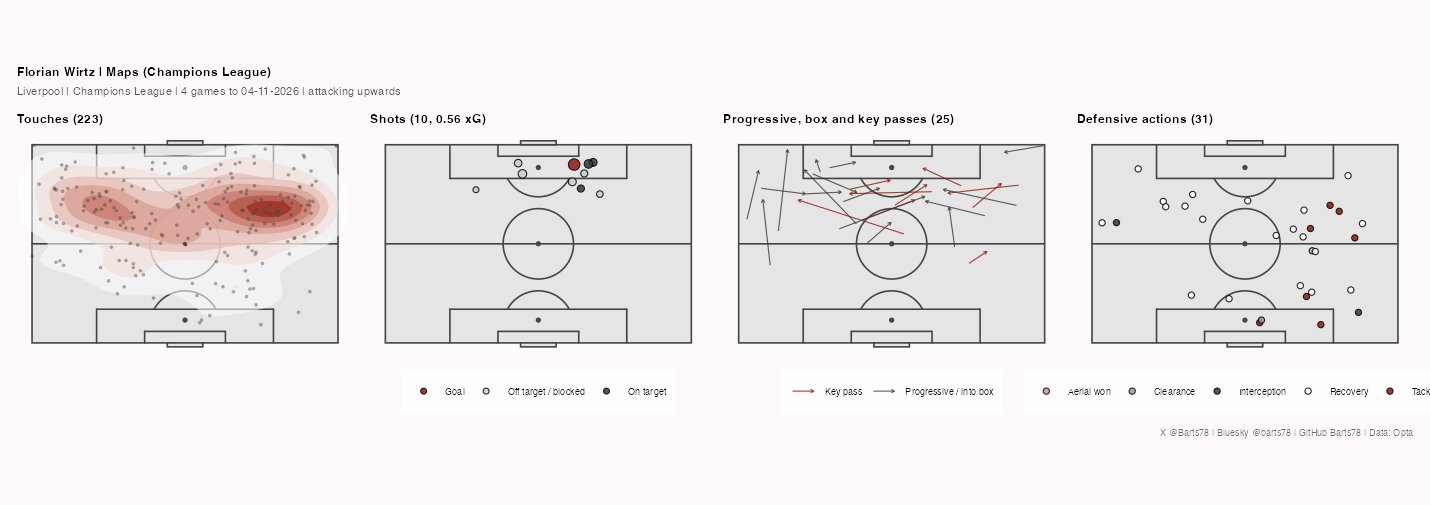 Florian Wirtz | Maps (Champions League)
Liverpool | Champions League | 4 games to 04-11-2026 | attacking upwards
Touches (223)
Shots (10, 0.56 xG)
Progressive, box and key passes (25)
Defensive actions (31)
Goal
Off target / blocked
On target
Key pass
Progressive / into box
Aerial won
Clearance
Interception
Recovery
Tack
X @Barts78 | Bluesky @barts78 | GitHub Barts78 | Data: Opta